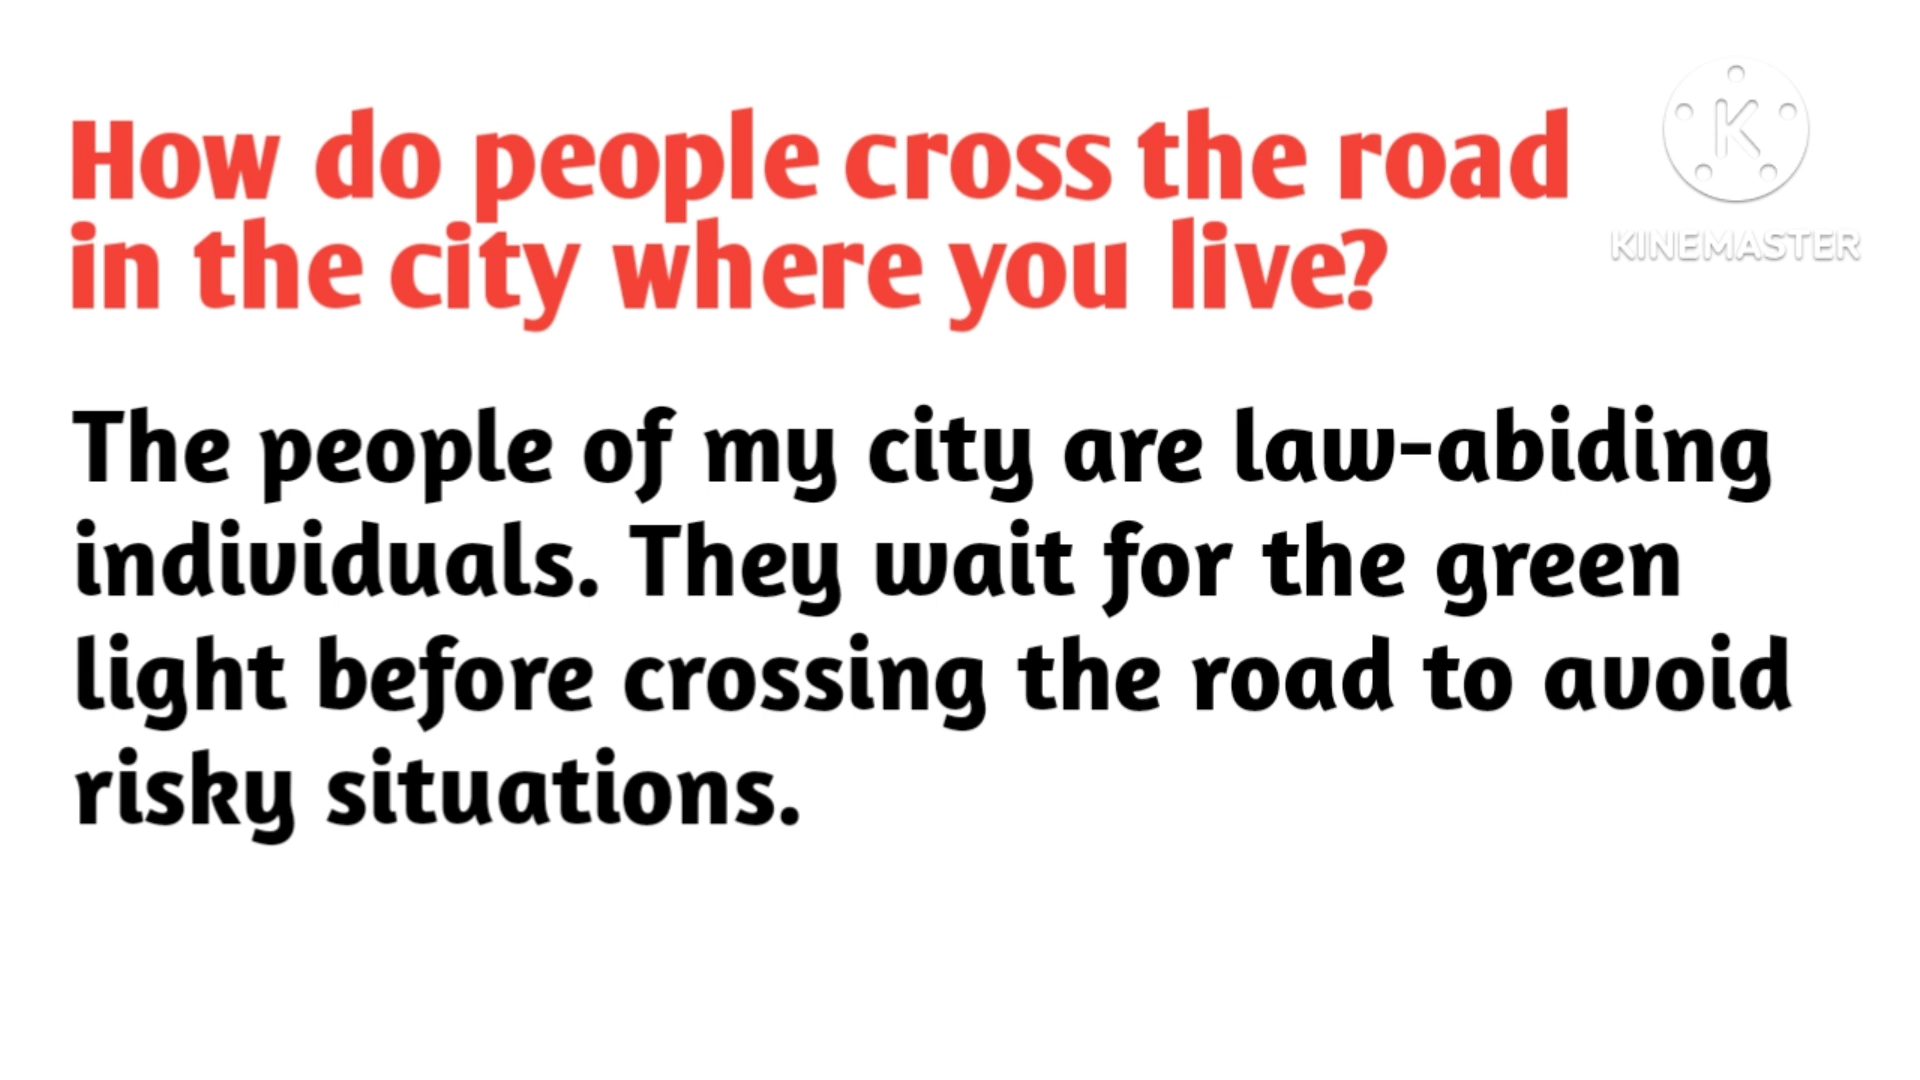 How do people cross the road
in the city where you live?
K
KINEMASTER
The people of my city are law-abiding
individuals. They wait for the green
light before crossing the road to avoid
risky situations.